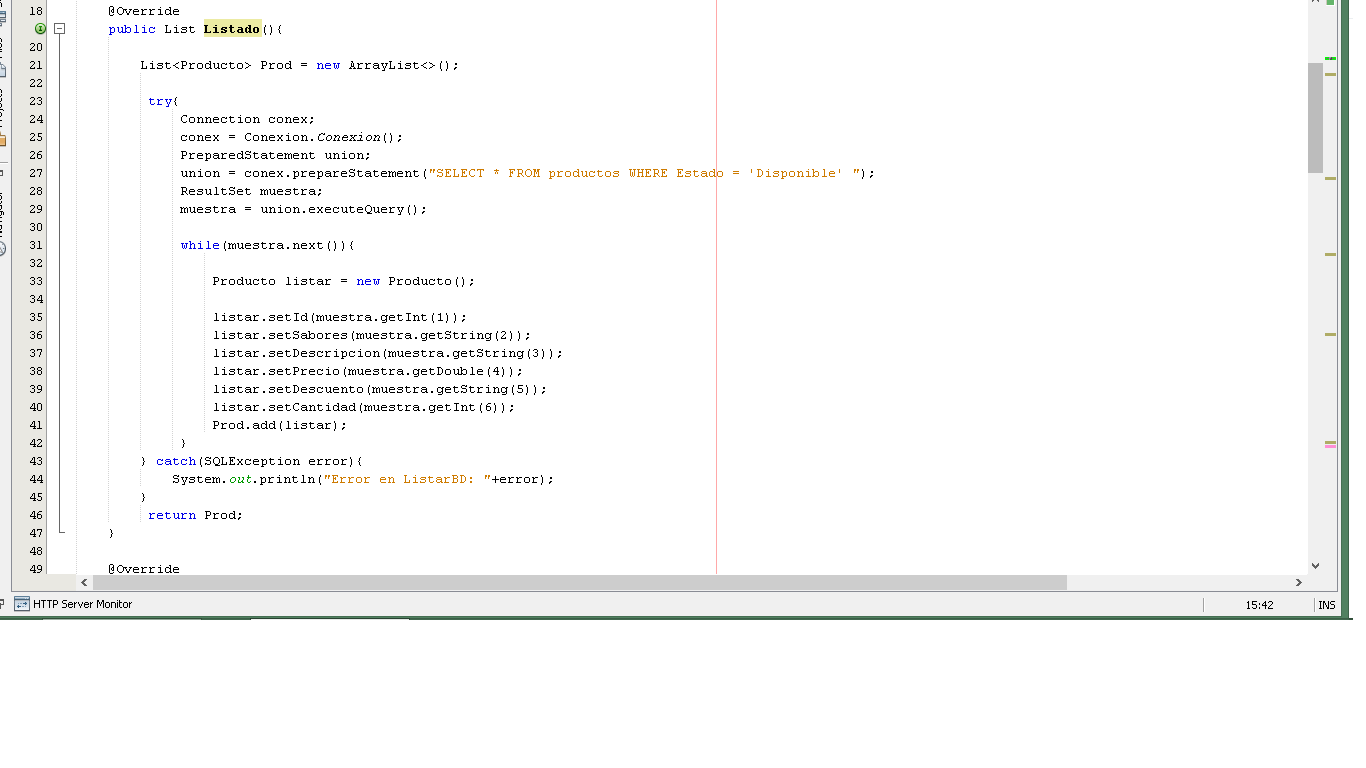 18 @Override
public List Listado(){
20
21 List<Producto> Prod = new ArrayList<>();
22
23 try{
24 Connection conex;
25 conex = Conexion.Conexion();
26 PreparedStatement union;
27 union = conex.prepareStatement("SELECT * FROM productos WHERE Estado = 'Disponible' ");
28 ResultSet muestra;
29 muestra = union.executeQuery();
30
31 while(muestra.next()){
32
33 Producto listar = new Producto();
34
35 listar.setId(muestra.getInt(1));
36 listar.setSabores(muestra.getString(2));
37 listar.setDescripcion(muestra.getString(3));
38 listar.setPrecio(muestra.getDouble(4));
39 listar.setDescuento(muestra.getString(5));
40 listar.setCantidad(muestra.getInt(6));
41 Prod.add(listar);
42 }
43 } catch(SQLException error){
44 System.out.println("Error en ListarBD: "+error);
45 }
46 return Prod;
47 }
48
49 @Override
HTTP Server Monitor
15:42 INS